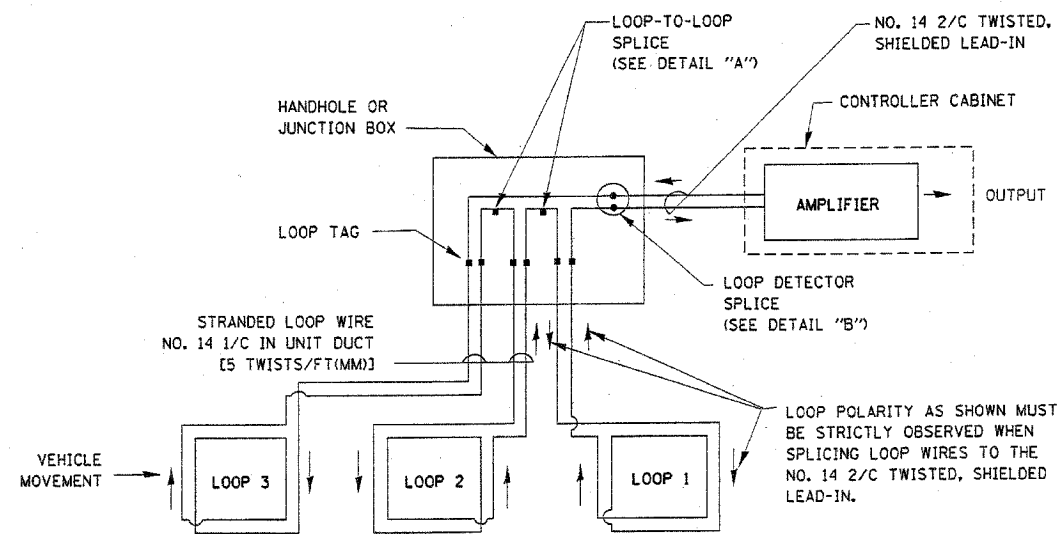 LOOP-TO-LOOP
SPLICE
(SEE DETAIL "A")
NO. 14 2/C TWISTED,
SHIELDED LEAD-IN
HANDHOLE OR
JUNCTION BOX
CONTROLLER CABINET
AMPLIFIER
OUTPUT
LOOP TAG
LOOP DETECTOR
SPLICE
(SEE DETAIL "B")
STRANDED LOOP WIRE
NO. 14 1/C IN UNIT DUCT
[5 TWISTS/FT(MM)]
LOOP POLARITY AS SHOWN MUST
BE STRICTLY OBSERVED WHEN
SPLICING LOOP WIRES TO THE
NO. 14 2/C TWISTED, SHIELDED
LEAD-IN.
VEHICLE
MOVEMENT
LOOP 3
LOOP 2
LOOP 1